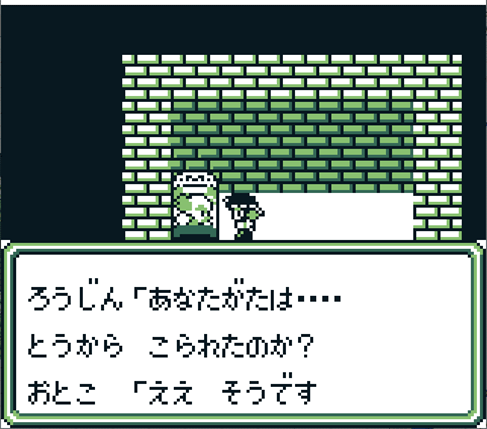 ろうじん「あなたがたは‥‥
とうから　こられたのか？
おとこ　「ええ　そうです